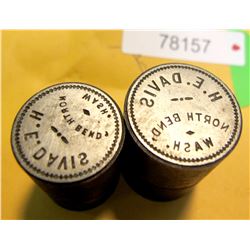 78157
H.E. DAVIS
NORTH BEND,
WASH.
H.E. DAVIS
NORTH BEND,
WASH.